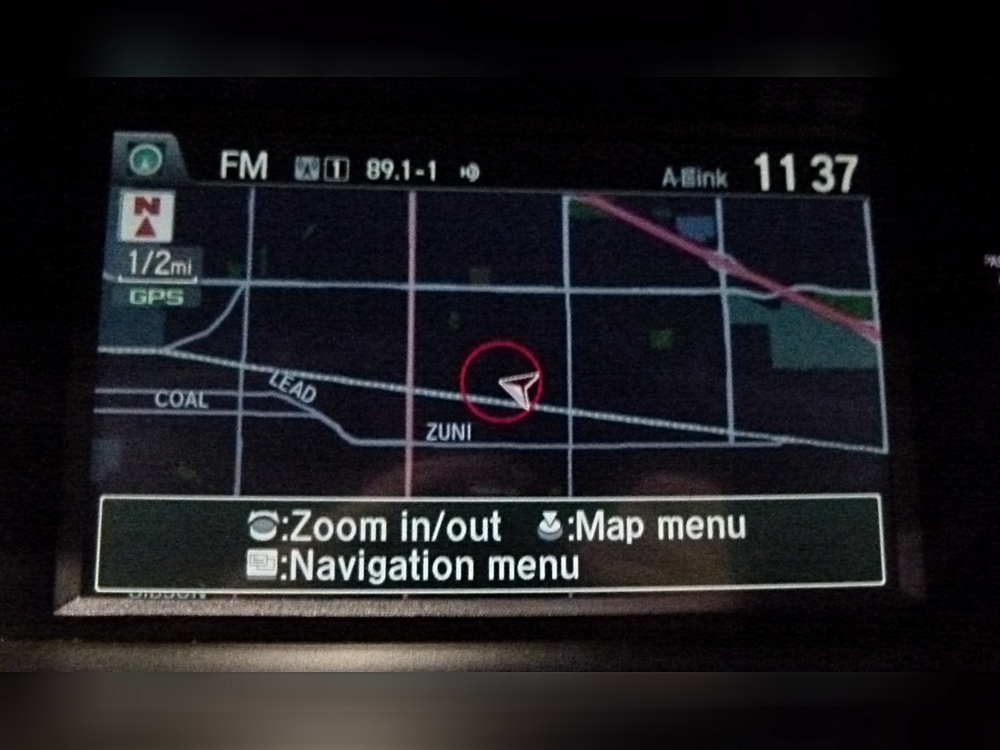 FM 1 89.1-1 A-Link 11 37
N
1/2mi
GPS
LEAD
COAL
ZUNI
:Zoom in/out :Map menu
:Navigation menu